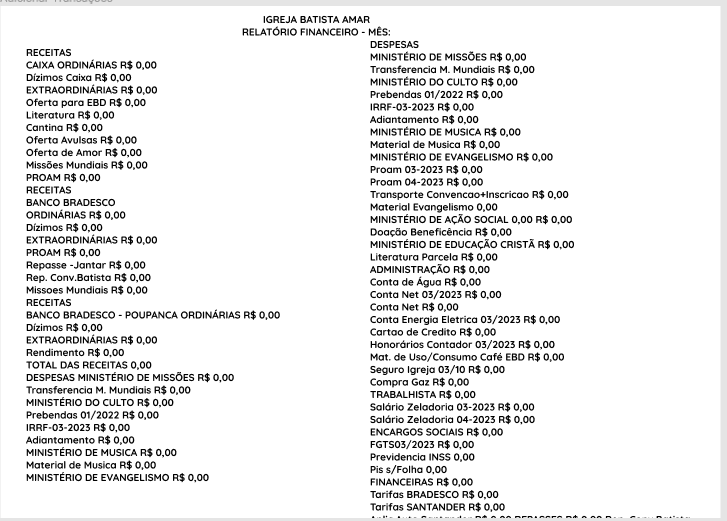 IGREJA BATISTA AMAR
RELATÓRIO FINANCEIRO - MÊS:
RECEITAS
CAIXA ORDINÁRIAS R$ 0,00
Dízimos Caixa R$ 0,00
EXTRAORDINÁRIAS R$ 0,00
Oferta para EBD R$ 0,00
Literatura R$ 0,00
Cantina R$ 0,00
Oferta Avulsas R$ 0,00
Oferta de Amor R$ 0,00
Missões Mundiais R$ 0,00
PROAM R$ 0,00
RECEITAS
BANCO BRADESCO
ORDINÁRIAS R$ 0,00
Dízimos R$ 0,00
EXTRAORDINÁRIAS R$ 0,00
PROAM R$ 0,00
Repasse -Jantar R$ 0,00
Rep. Conv.Batista R$ 0,00
Missoes Mundiais R$ 0,00
RECEITAS
BANCO BRADESCO - POUPANCA ORDINÁRIAS R$ 0,00
Dízimos R$ 0,00
EXTRAORDINÁRIAS R$ 0,00
Rendimento R$ 0,00
TOTAL DAS RECEITAS 0,00
DESPESAS MINISTÉRIO DE MISSÕES R$ 0,00
Transferencia M. Mundiais R$ 0,00
MINISTÉRIO DO CULTO R$ 0,00
Prebendas 01/2022 R$ 0,00
IRRF-03-2023 R$ 0,00
Adiantamento R$ 0,00
MINISTÉRIO DE MUSICA R$ 0,00
Material de Musica R$ 0,00
MINISTÉRIO DE EVANGELISMO R$ 0,00
DESPESAS
MINISTÉRIO DE MISSÕES R$ 0,00
Transferencia M. Mundiais R$ 0,00
MINISTÉRIO DO CULTO R$ 0,00
Prebendas 01/2022 R$ 0,00
IRRF-03-2023 R$ 0,00
Adiantamento R$ 0,00
MINISTÉRIO DE MUSICA R$ 0,00
Material de Musica R$ 0,00
MINISTÉRIO DE EVANGELISMO R$ 0,00
Proam 03-2023 R$ 0,00
Proam 04-2023 R$ 0,00
Transporte Convencao+Inscricao R$ 0,00
Material Evangelismo 0,00
MINISTÉRIO DE AÇÃO SOCIAL 0,00 R$ 0,00
Doação Beneficência R$ 0,00
MINISTÉRIO DE EDUCAÇÃO CRISTÃ R$ 0,00
Literatura Parcela R$ 0,00
ADMINISTRAÇÃO R$ 0,00
Conta de Água R$ 0,00
Conta Net 03/2023 R$ 0,00
Conta Net R$ 0,00
Conta Energia Eletrica 03/2023 R$ 0,00
Cartao de Credito R$ 0,00
Honorários Contador 03/2023 R$ 0,00
Mat. de Uso/Consumo Café EBD R$ 0,00
Seguro Igreja 03/10 R$ 0,00
Compra Gaz R$ 0,00
TRABALHISTA R$ 0,00
Salário Zeladoria 03-2023 R$ 0,00
Salário Zeladoria 04-2023 R$ 0,00
ENCARGOS SOCIAIS R$ 0,00
FGTS03/2023 R$ 0,00
Previdencia INSS 0,00
Pis s/Folha 0,00
FINANCEIRAS R$ 0,00
Tarifas BRADESCO R$ 0,00
Tarifas SANTANDER R$ 0,00